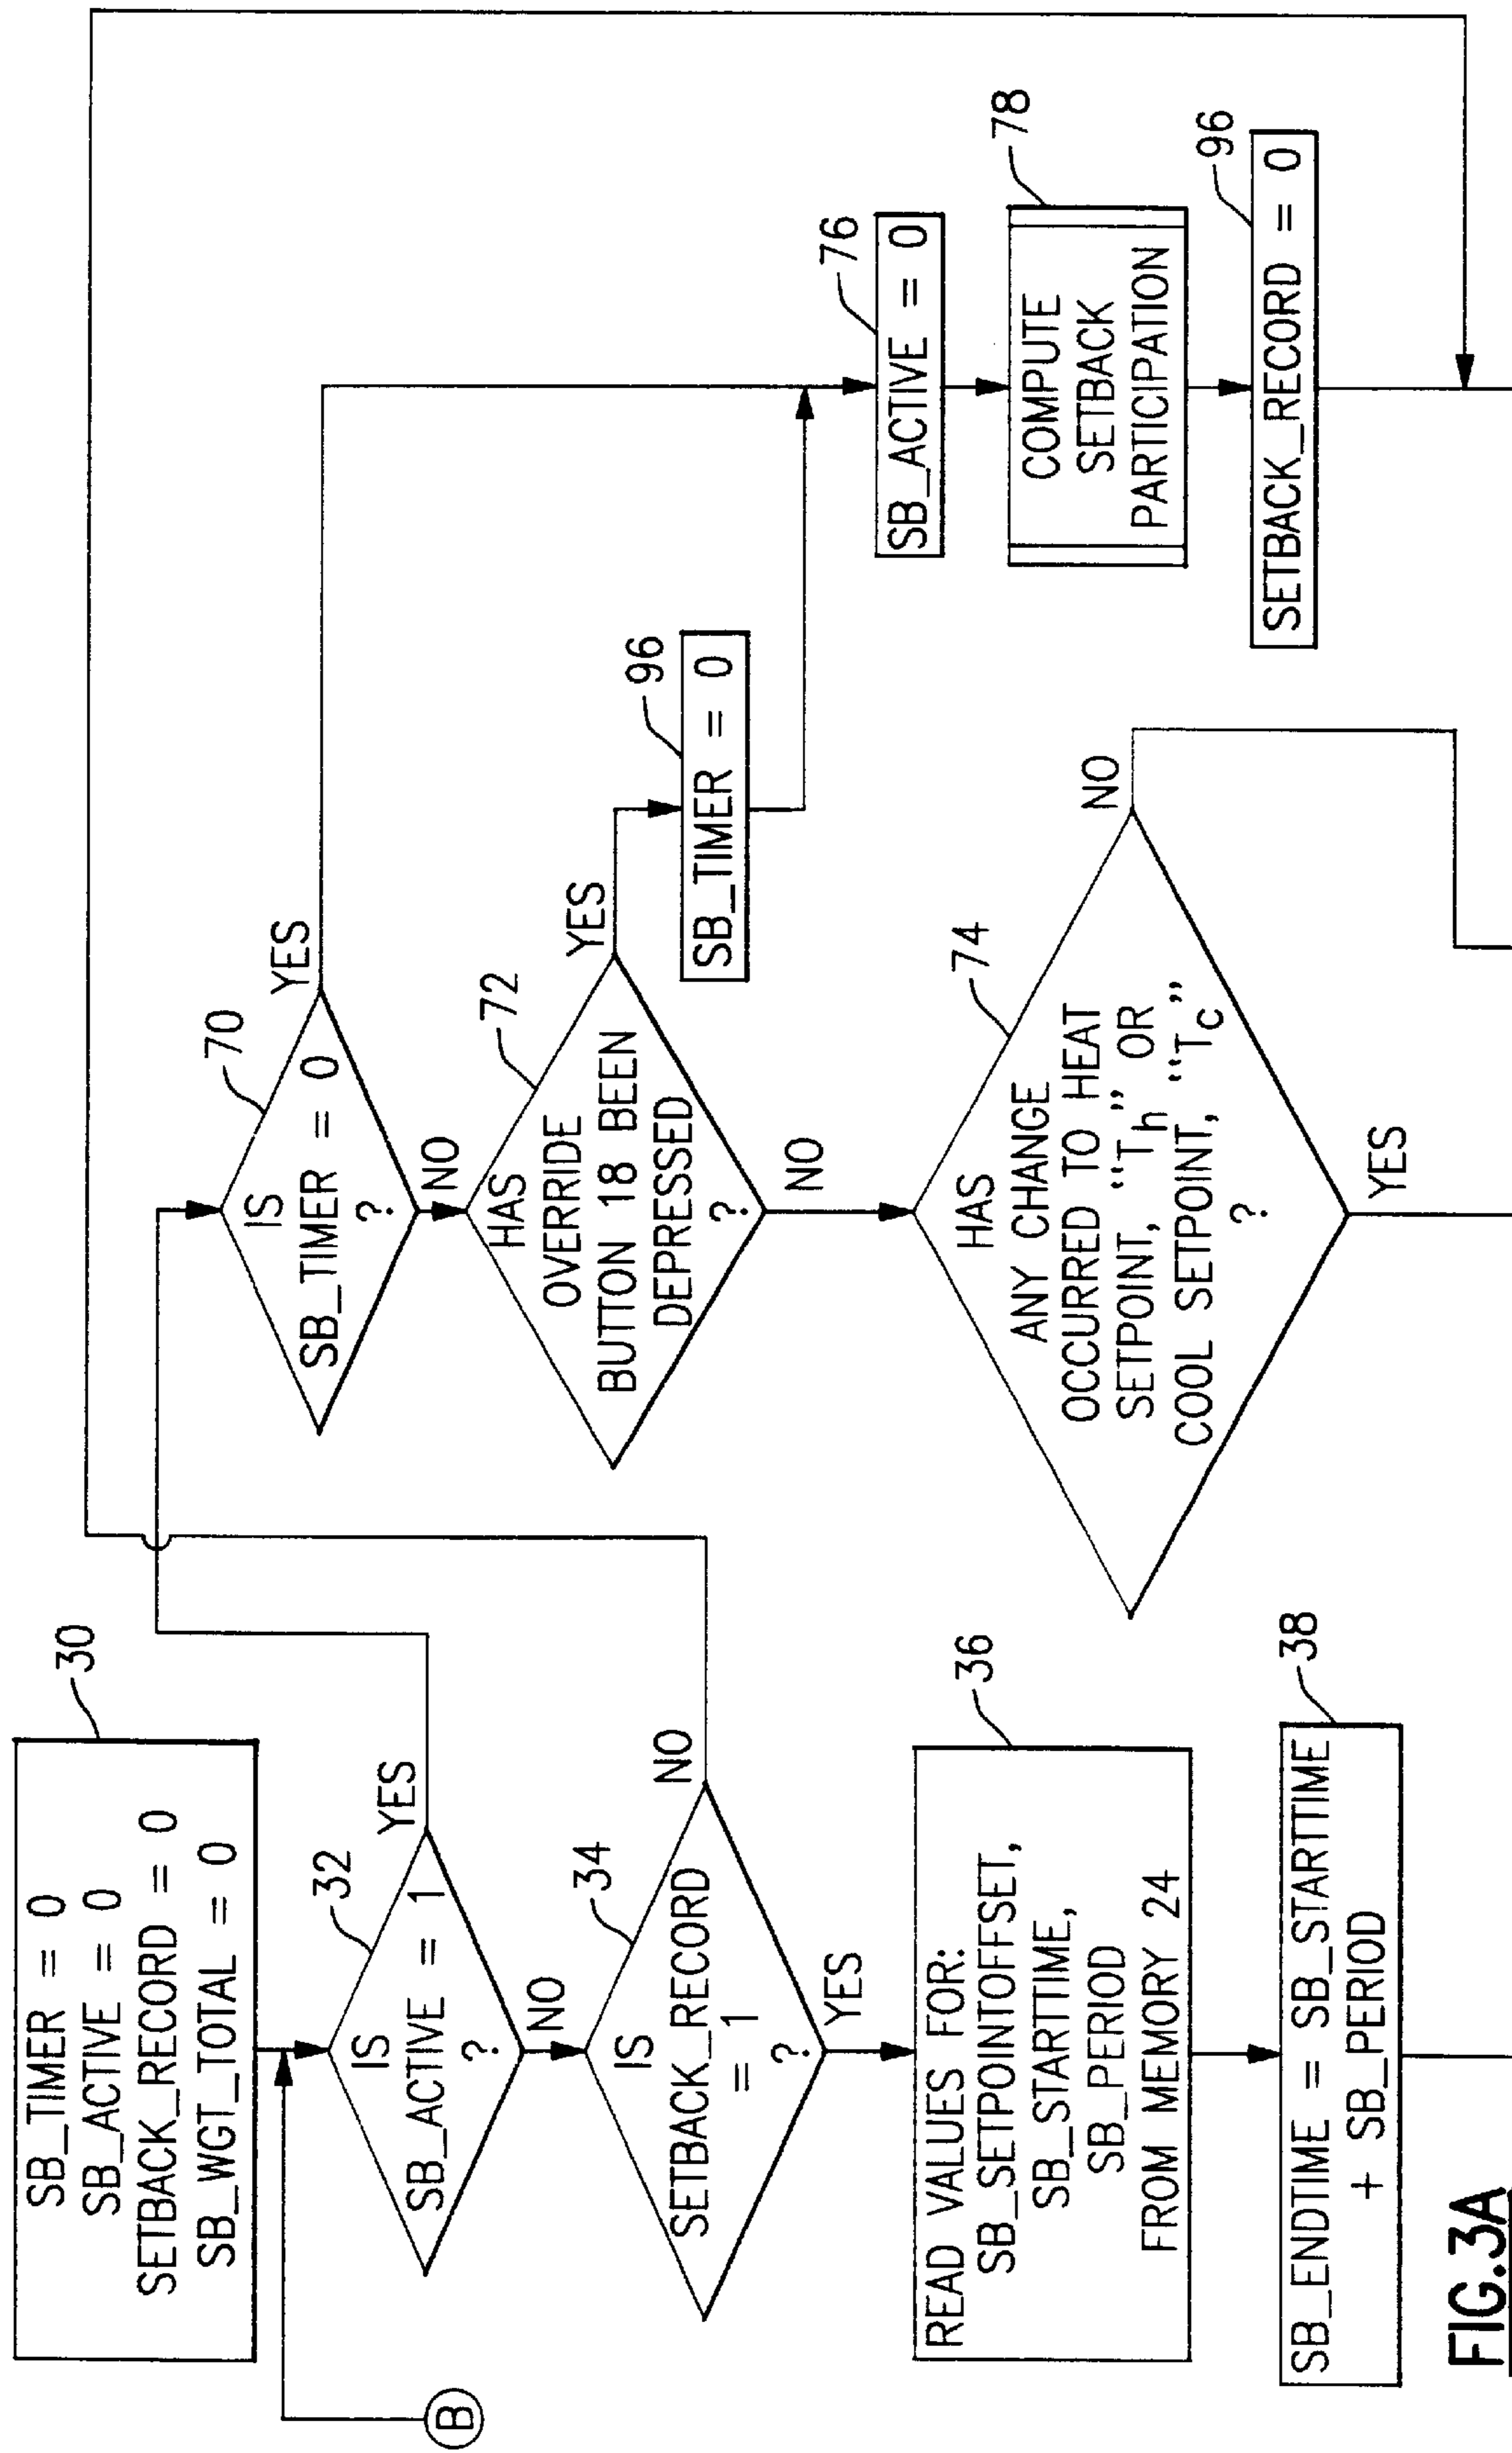 SB_TIMER = 0
SB_ACTIVE = 0
SETBACK_RECORD = 0
SB_WGT_TOTAL = 0
30
B
IS
SB_ACTIVE = 1
?
32
YES
NO
IS
SETBACK_RECORD
= 1
?
34
NO
YES
READ VALUES FOR:
SB_SETPOINTOFFSET,
SB_STARTTIME,
SB_PERIOD
FROM MEMORY 24
36
SB_ENDTIME = SB_STARTTIME
+ SB_PERIOD
38
IS
SB_TIMER = 0
?
70
YES
NO
HAS
OVERRIDE
BUTTON 18 BEEN
DEPRESSED
?
72
YES
NO
SB_TIMER = 0
96
HAS
ANY CHANGE
OCCURRED TO HEAT
SETPOINT, “Th” OR
COOL SETPOINT, “Tc”
?
74
NO
YES
SB_ACTIVE = 0
76
COMPUTE
SETBACK
PARTICIPATION
78
SETBACK_RECORD = 0
96
FIG.3A